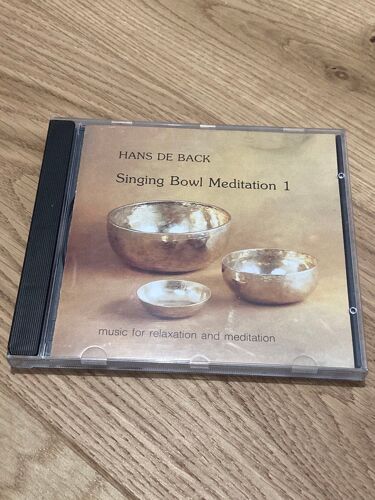 HANS DE BACK
Singing Bowl Meditation 1
music for relaxation and meditation